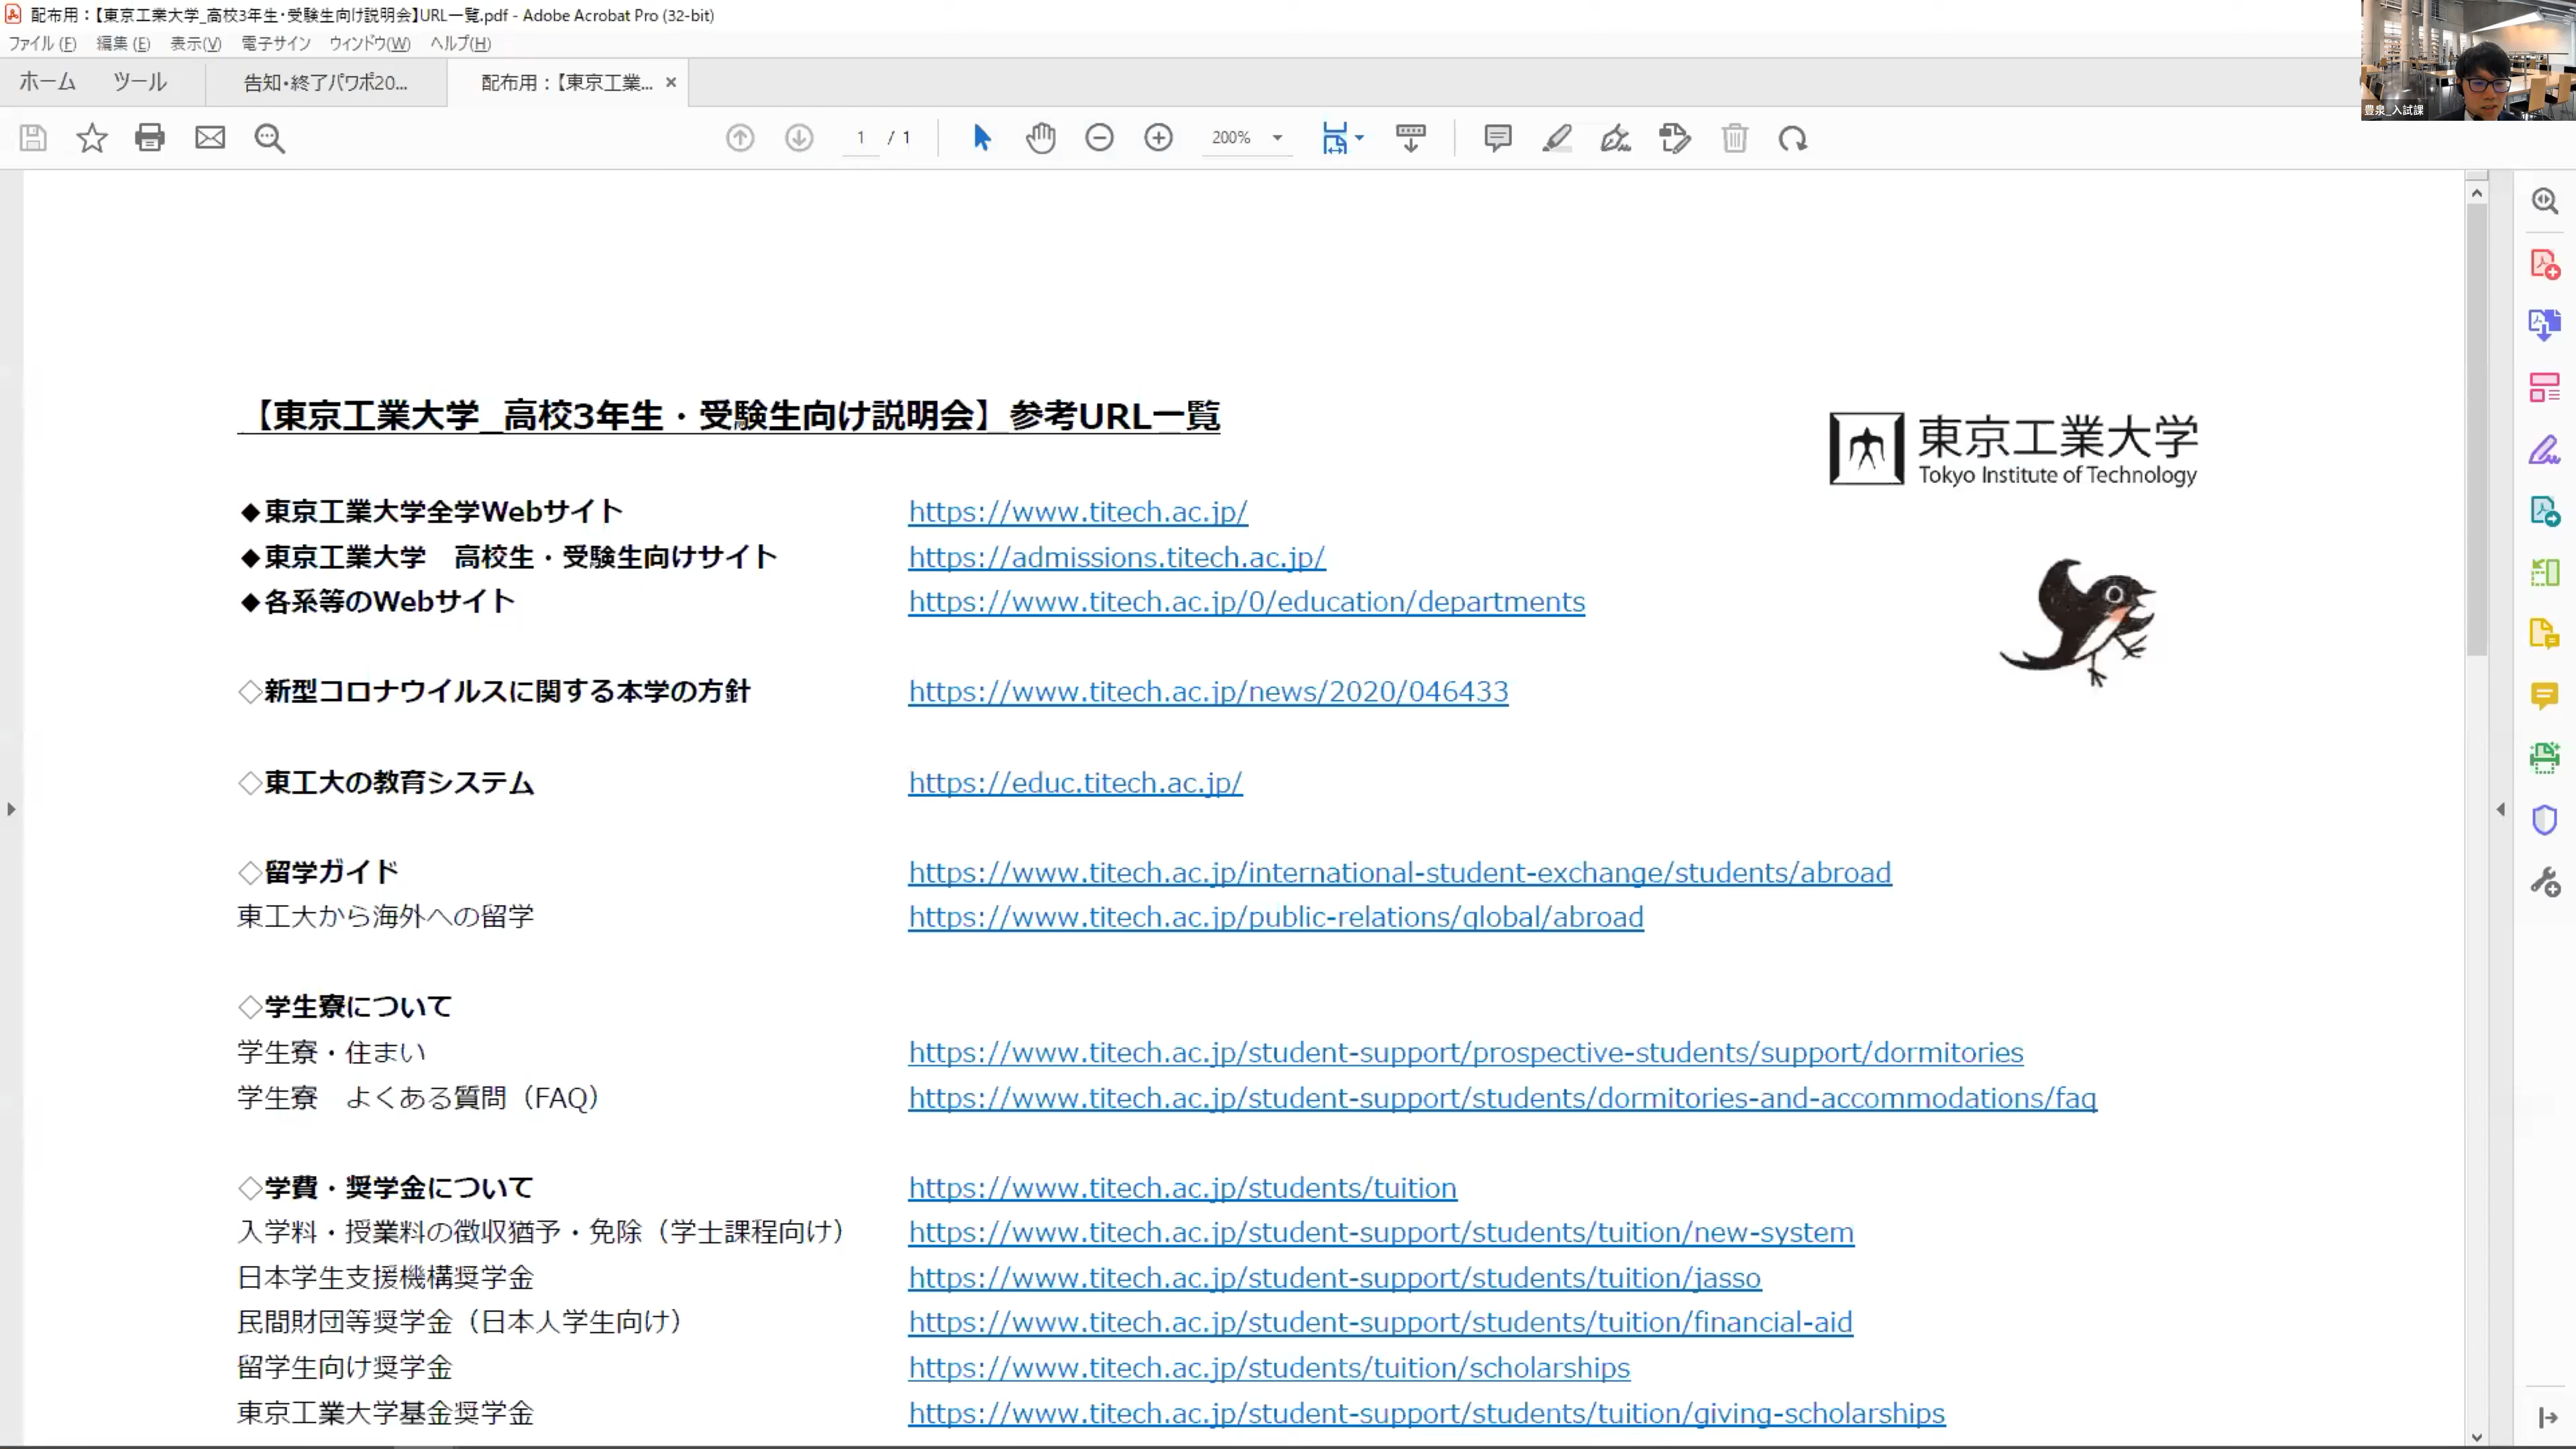 配布用：【東京工業大学_高校3年生・受験生向け説明会】URL一覧.pdf - Adobe Acrobat Pro (32-bit)
ファイル(F) 編集(E) 表示(V) 電子サイン ウィンドウ(W) ヘルプ(H)
ホーム ツール 告知・終了パワポ20... 配布用：【東京工業... ×
1 / 1 200%
豊泉_入試課
【東京工業大学_高校3年生・受験生向け説明会】参考URL一覧
東京工業大学
Tokyo Institute of Technology
◆東京工業大学全学Webサイト https://www.titech.ac.jp/
◆東京工業大学　高校生・受験生向けサイト https://admissions.titech.ac.jp/
◆各系等のWebサイト https://www.titech.ac.jp/0/education/departments
◇新型コロナウイルスに関する本学の方針 https://www.titech.ac.jp/news/2020/046433
◇東工大の教育システム https://educ.titech.ac.jp/
◇留学ガイド https://www.titech.ac.jp/international-student-exchange/students/abroad
東工大から海外への留学 https://www.titech.ac.jp/public-relations/global/abroad
◇学生寮について
学生寮・住まい https://www.titech.ac.jp/student-support/prospective-students/support/dormitories
学生寮　よくある質問（FAQ） https://www.titech.ac.jp/student-support/students/dormitories-and-accommodations/faq
◇学費・奨学金について https://www.titech.ac.jp/students/tuition
入学料・授業料の徴収猶予・免除（学士課程向け） https://www.titech.ac.jp/student-support/students/tuition/new-system
日本学生支援機構奨学金 https://www.titech.ac.jp/student-support/students/tuition/jasso
民間財団等奨学金（日本人学生向け） https://www.titech.ac.jp/student-support/students/tuition/financial-aid
留学生向け奨学金 https://www.titech.ac.jp/students/tuition/scholarships
東京工業大学基金奨学金 https://www.titech.ac.jp/student-support/students/tuition/giving-scholarships